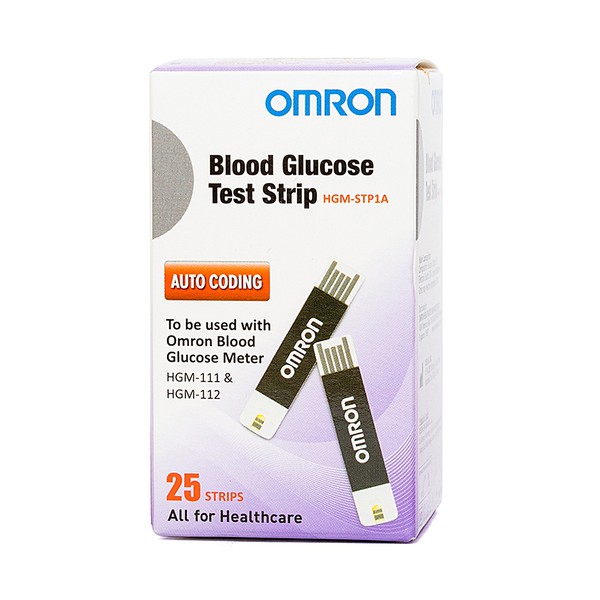 OMRON
Blood Glucose
Test Strip HGM-STP1A
AUTO CODING
To be used with
Omron Blood
Glucose Meter
HGM-111 &
HGM-112
OMRON
OMRON
25 STRIPS
All for Healthcare